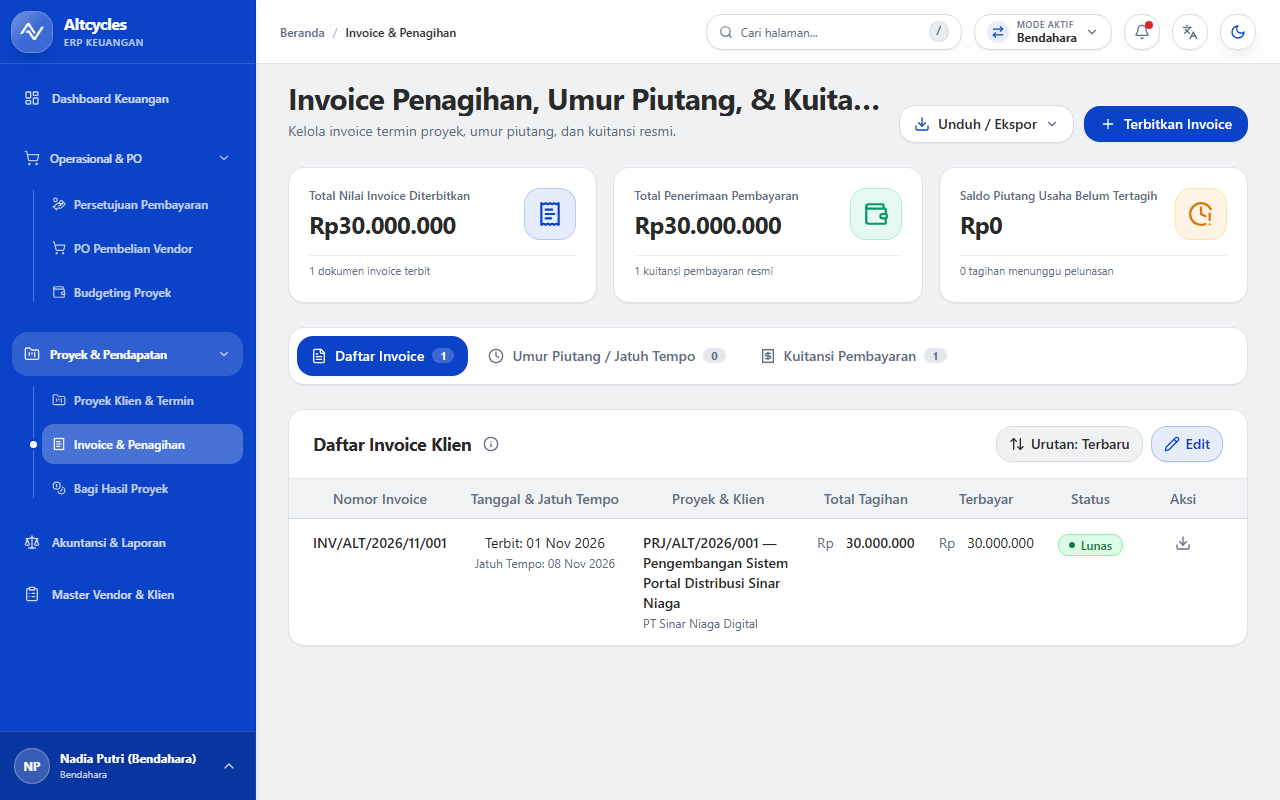 Altcycles
ERP KEUANGAN
Dashboard Keuangan
Operasional & PO
Persetujuan Pembayaran
PO Pembelian Vendor
Budgeting Proyek
Proyek & Pendapatan
Proyek Klien & Termin
Invoice & Penagihan
Bagi Hasil Proyek
Akuntansi & Laporan
Master Vendor & Klien
NP
Nadia Putri (Bendahara)
Bendahara
Beranda / Invoice & Penagihan
Cari halaman... /
MODE AKTIF
Bendahara
Invoice Penagihan, Umur Piutang, & Kuita...
Kelola invoice termin proyek, umur piutang, dan kuitansi resmi.
Unduh / Ekspor
Terbitkan Invoice
Total Nilai Invoice Diterbitkan
Rp30.000.000
1 dokumen invoice terbit
Total Penerimaan Pembayaran
Rp30.000.000
1 kuitansi pembayaran resmi
Saldo Piutang Usaha Belum Tertagih
Rp0
0 tagihan menunggu pelunasan
Daftar Invoice 1
Umur Piutang / Jatuh Tempo 0
Kuitansi Pembayaran 1
Daftar Invoice Klien
Urutan: Terbaru
Edit
Nomor Invoice Tanggal & Jatuh Tempo Proyek & Klien Total Tagihan Terbayar Status Aksi
INV/ALT/2026/11/001
Terbit: 01 Nov 2026
Jatuh Tempo: 08 Nov 2026
PRJ/ALT/2026/001 —
Pengembangan Sistem
Portal Distribusi Sinar
Niaga
PT Sinar Niaga Digital
Rp 30.000.000
Rp 30.000.000
Lunas